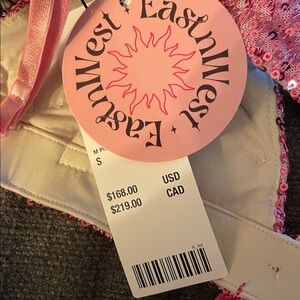 EastnWest • EastnWest •
S
$168.00 USD
$219.00 CAD